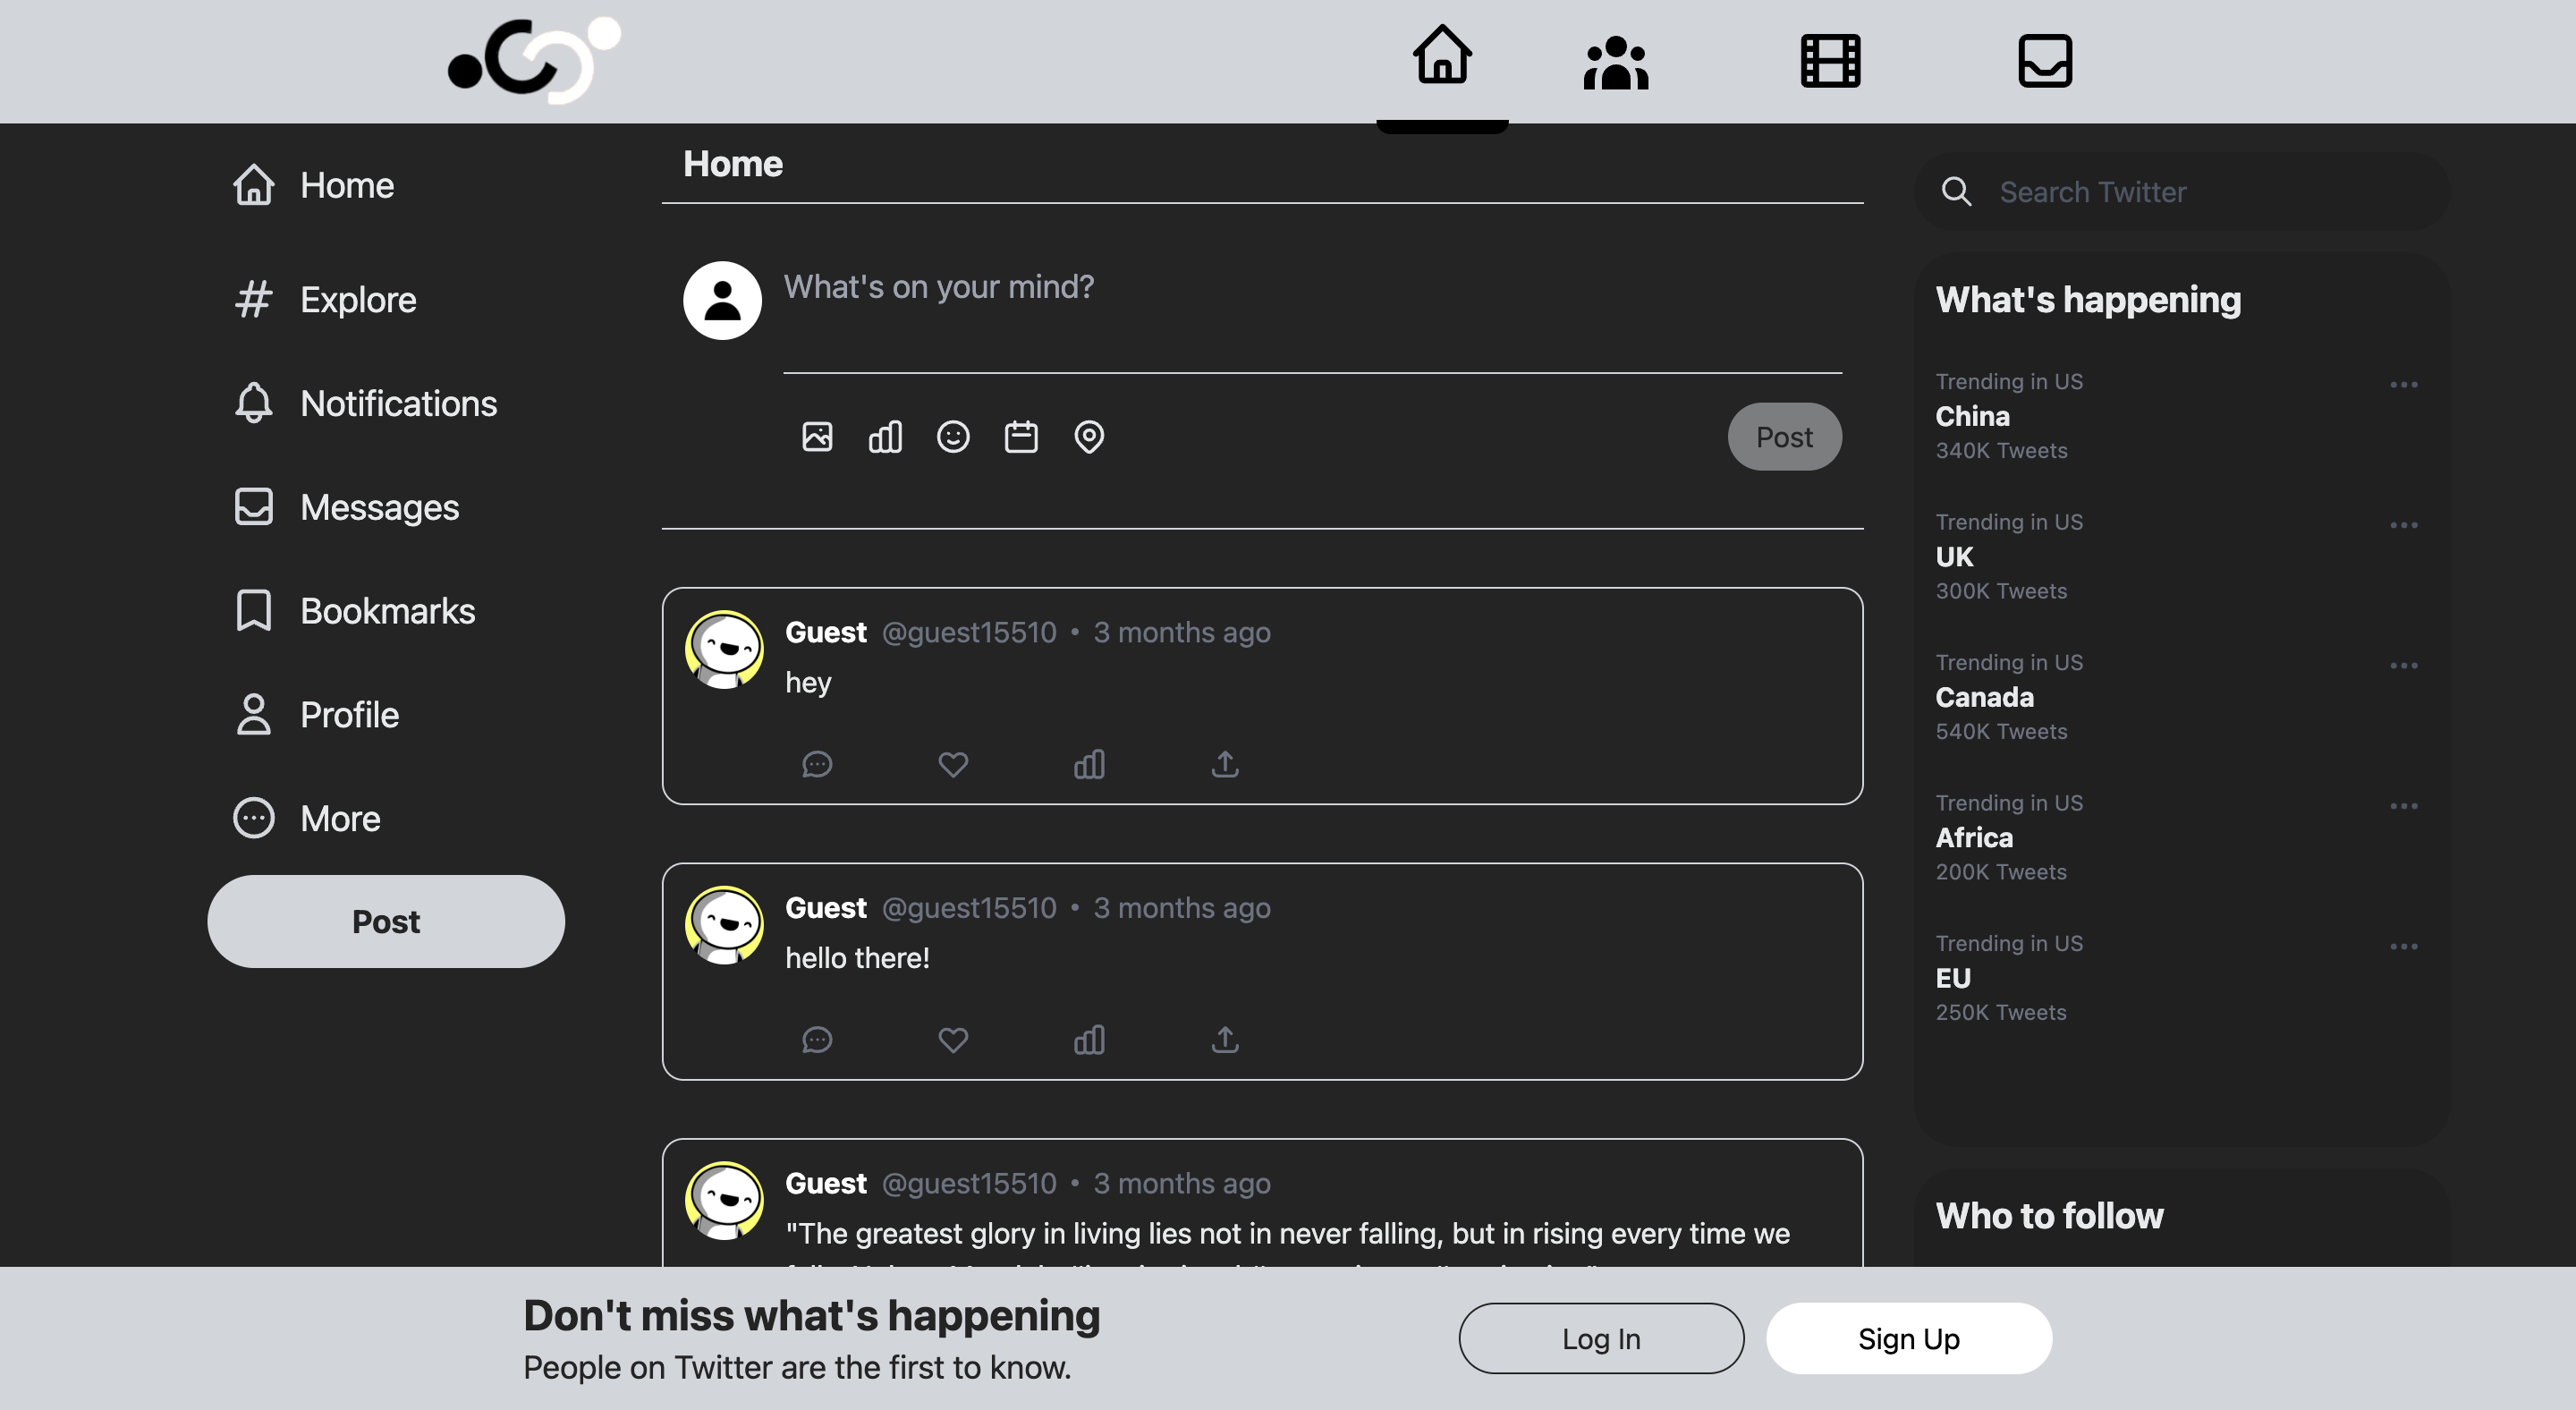 Home
Explore
Notifications
Messages
Bookmarks
Profile
More
Post
Home
What's on your mind?
Post
Guest @guest15510 • 3 months ago
hey
Guest @guest15510 • 3 months ago
hello there!
Guest @guest15510 • 3 months ago
"The greatest glory in living lies not in never falling, but in rising every time we
Search Twitter
What's happening
Trending in US
China
340K Tweets
Trending in US
UK
300K Tweets
Trending in US
Canada
540K Tweets
Trending in US
Africa
200K Tweets
Trending in US
EU
250K Tweets
Who to follow
Don't miss what's happening
People on Twitter are the first to know.
Log In
Sign Up